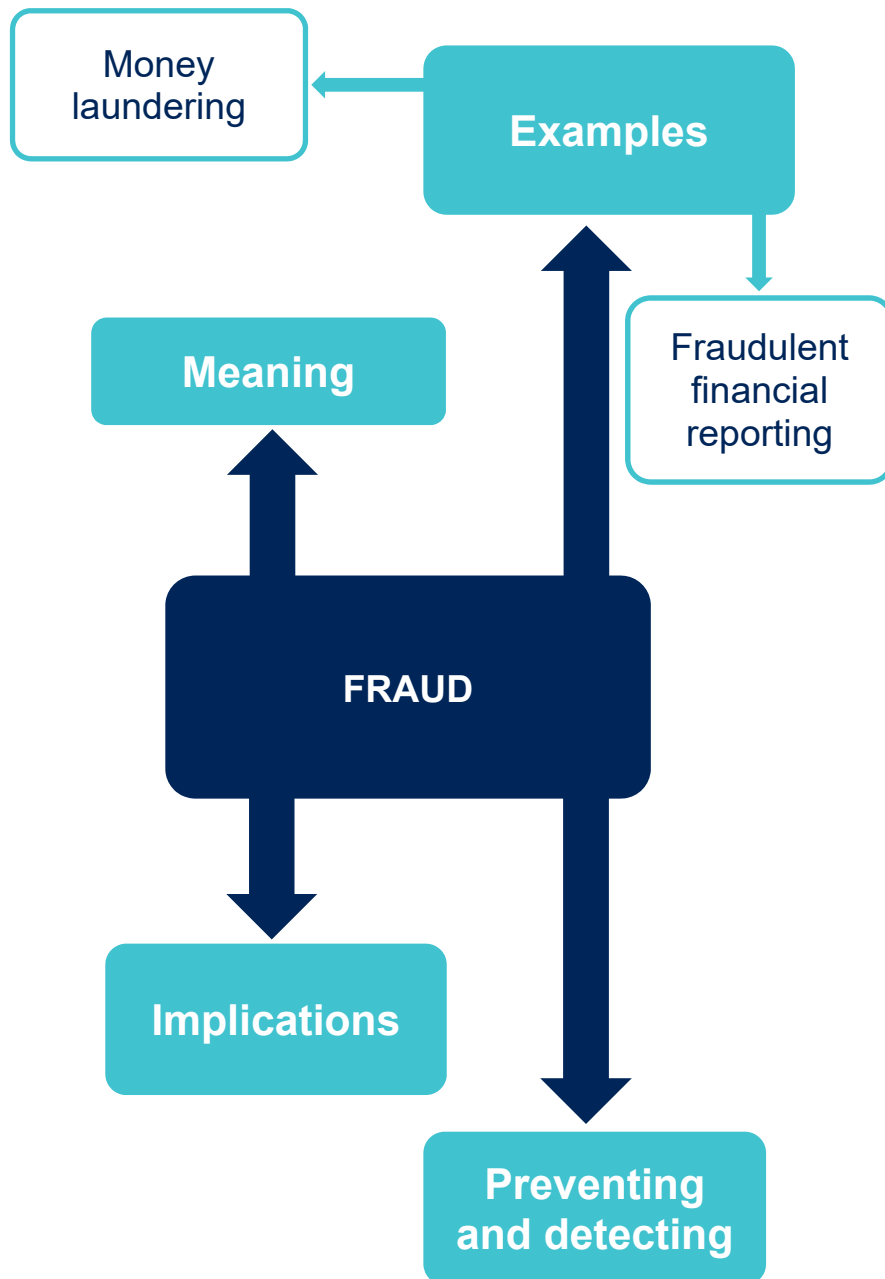 Money
laundering
Examples
Fraudulent
financial
reporting
Meaning
FRAUD
Implications
Preventing
and detecting